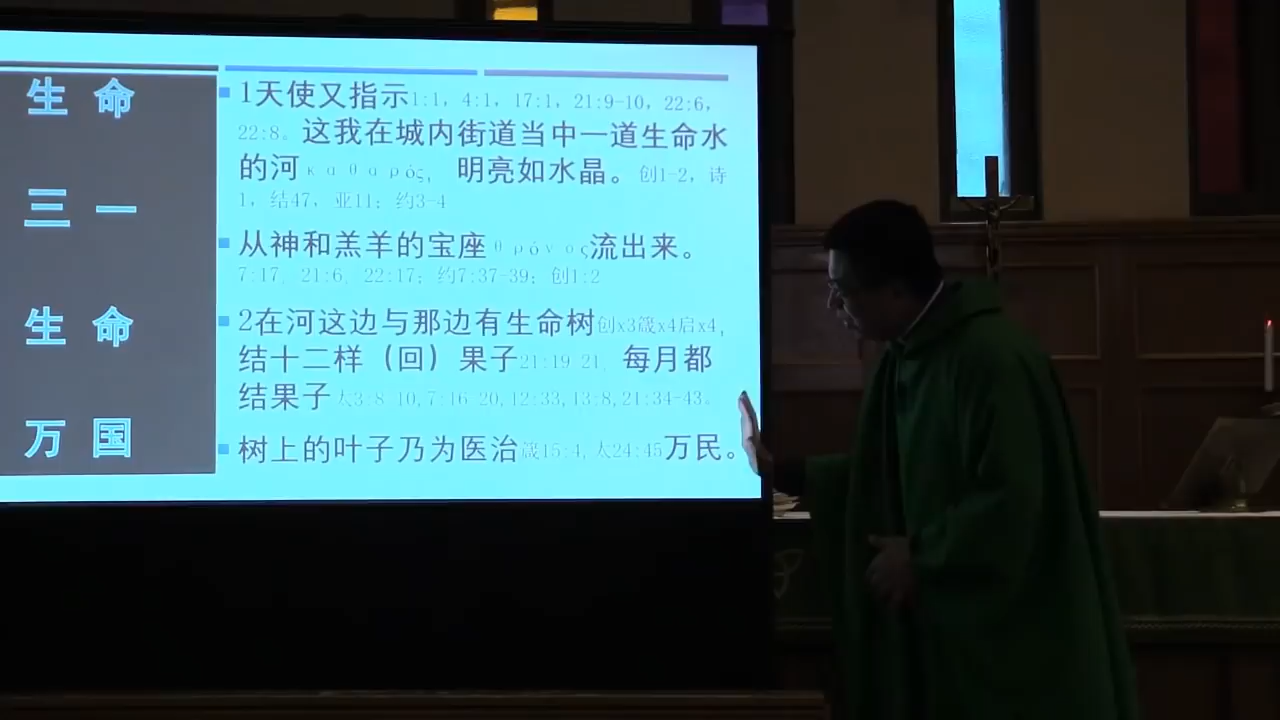 生命
三一
生命
万国
1天使又指示1:1，4:1，17:1，21:9-10，22:6，
22:8。这我在城内街道当中一道生命水
的河καθαρός，明亮如水晶。创1-2，诗
1，结47，亚11；约3-4
从神和羔羊的宝座θρόνος流出来。
7:17，21:6，22:17；约7:37-39；创1:2
2在河这边与那边有生命树创x3箴x4启x4，
结十二样（回）果子21:19-21，每月都
结果子太3:8-10,7:16-20,12:33,13:8,21:34-43。
树上的叶子乃为医治箴15:4,太24:45万民。